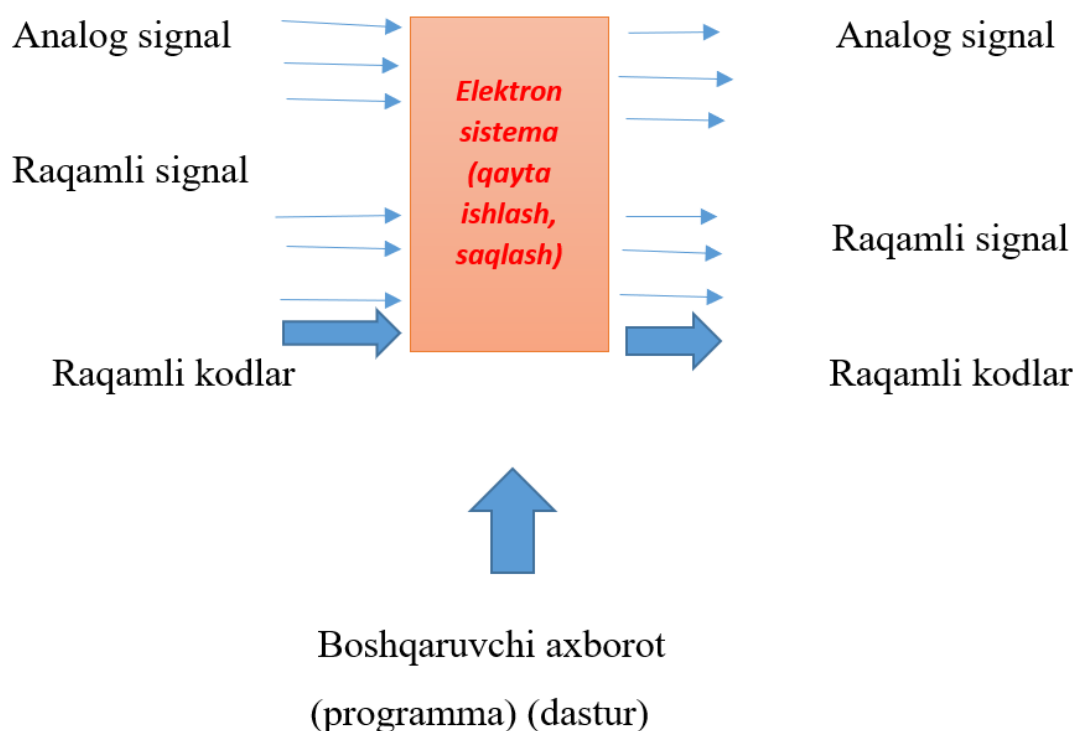 Analog signal
Raqamli signal
Raqamli kodlar
Elektron
sistema
(qayta
ishlash,
saqlash)
Analog signal
Raqamli signal
Raqamli kodlar
Boshqaruvchi axborot
(programma) (dastur)